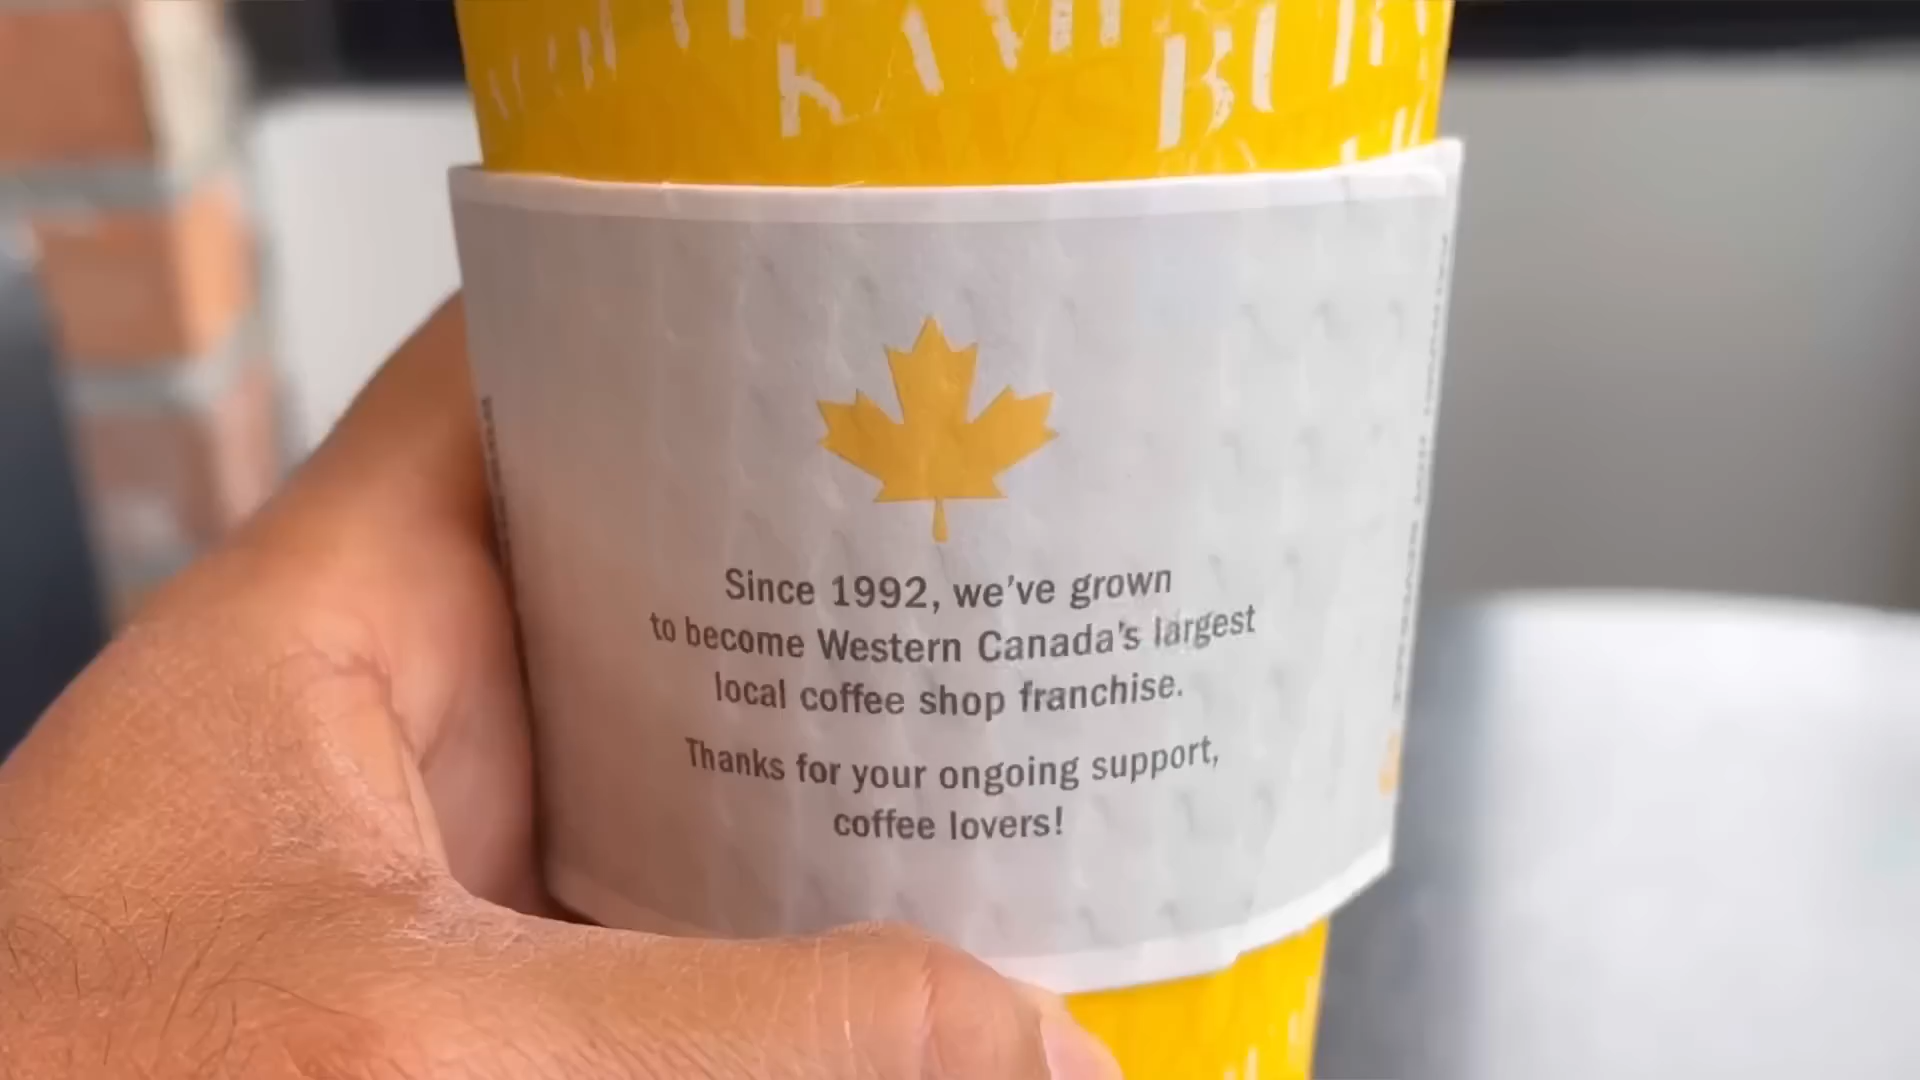 Since 1992, we've grown
to become Western Canada's largest
local coffee shop franchise.
Thanks for your ongoing support,
coffee lovers!